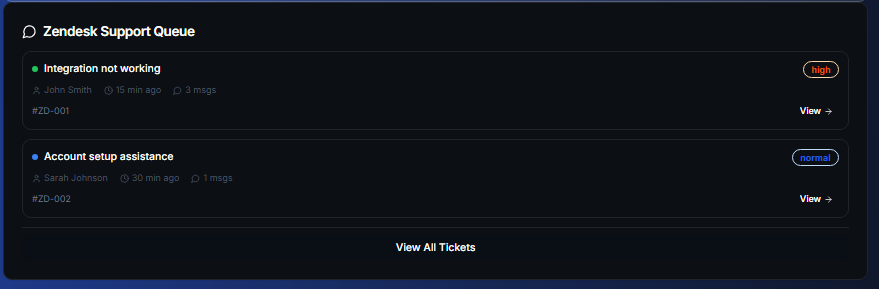 Zendesk Support Queue
Integration not working
high
John Smith 15 min ago 3 msgs
#ZD-001
View →
Account setup assistance
normal
Sarah Johnson 30 min ago 1 msgs
#ZD-002
View →
View All Tickets